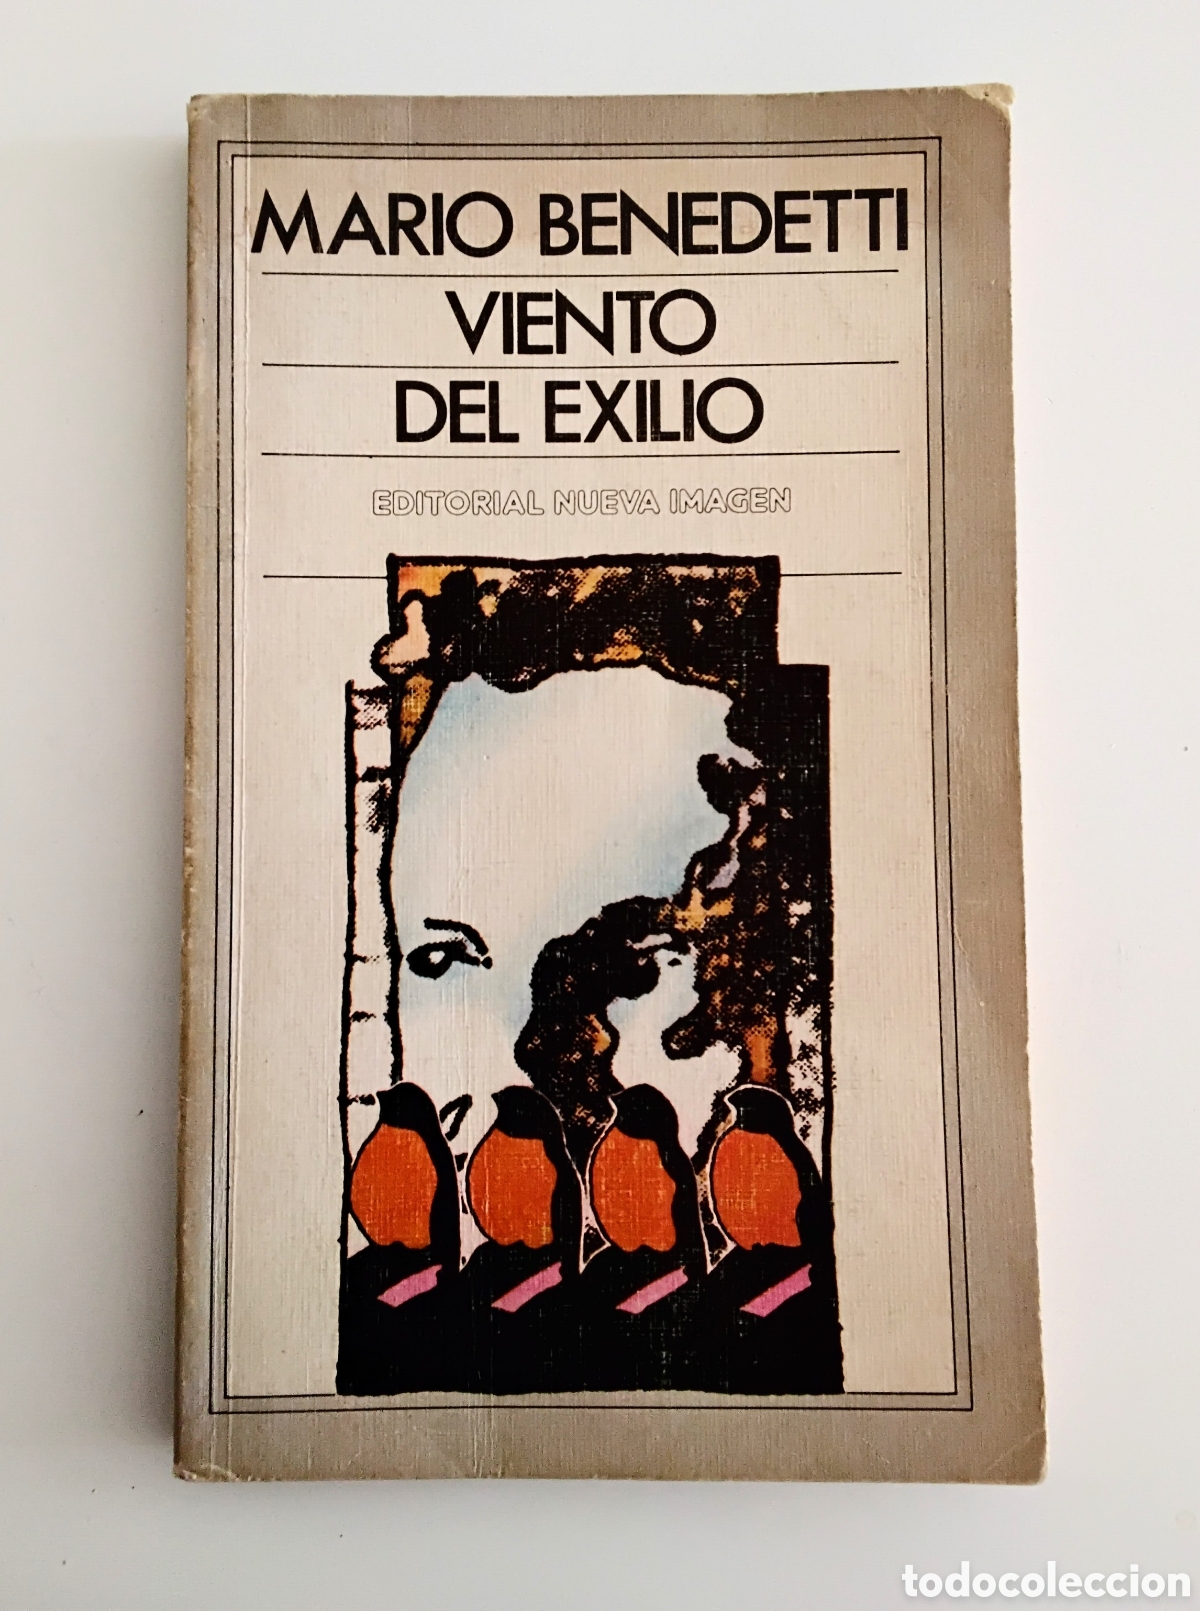 MARIO BENEDETTI
VIENTO
DEL EXILIO
EDITORIAL NUEVA IMAGEN
todocoleccion